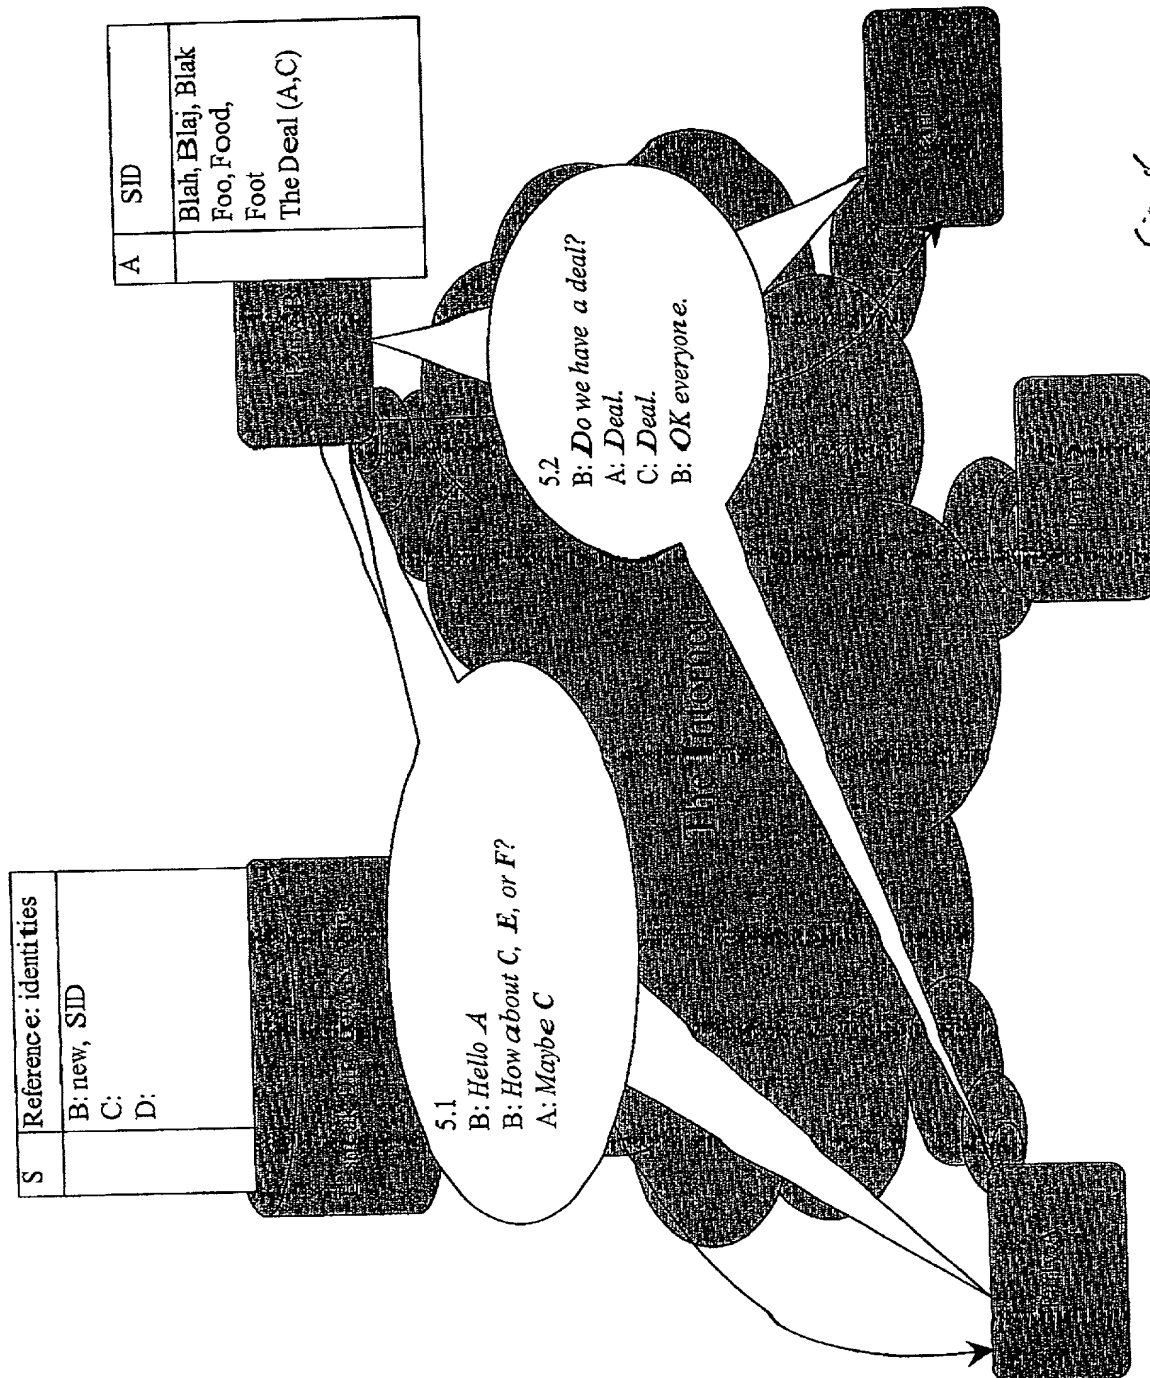 S Reference: identities
B: new, SID
C:
D:
A SID
Blah, Blaj, Blak
Foo, Food,
Foot
The Deal (A,C)
5.1
B: Hello A
B: How about C, E, or F?
A: Maybe C
5.2
B: Do we have a deal?
A: Deal.
C: Deal.
B: OK everyone.
The Internet